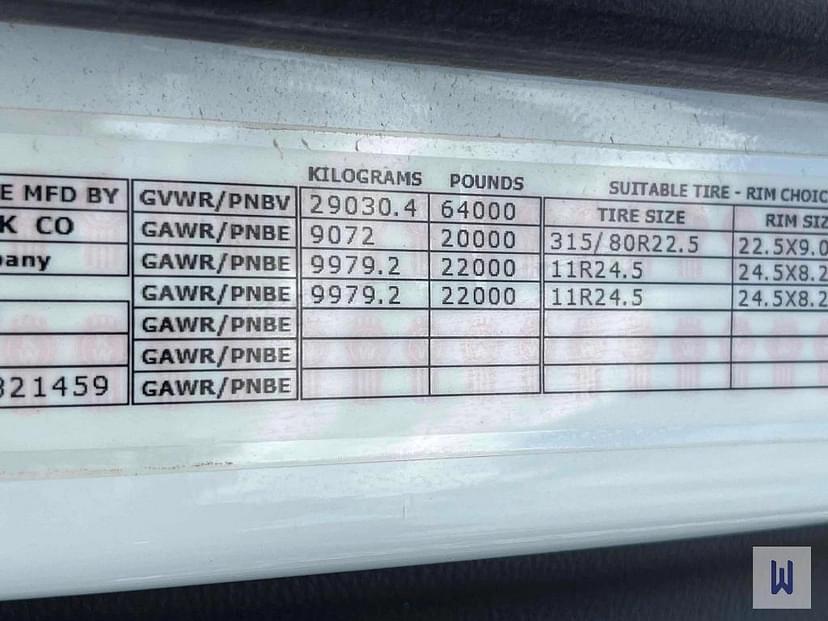 KILOGRAMS POUNDS SUITABLE TIRE - RIM CHOIC
E MFD BY GVWR/PNBV 29030.4 64000 TIRE SIZE RIM SIZ
K CO GAWR/PNBE 9072 20000 315/80R22.5 22.5X9.0
pany GAWR/PNBE 9979.2 22000 11R24.5 24.5X8.2
GAWR/PNBE 9979.2 22000 11R24.5 24.5X8.2
GAWR/PNBE
GAWR/PNBE
321459 GAWR/PNBE
W